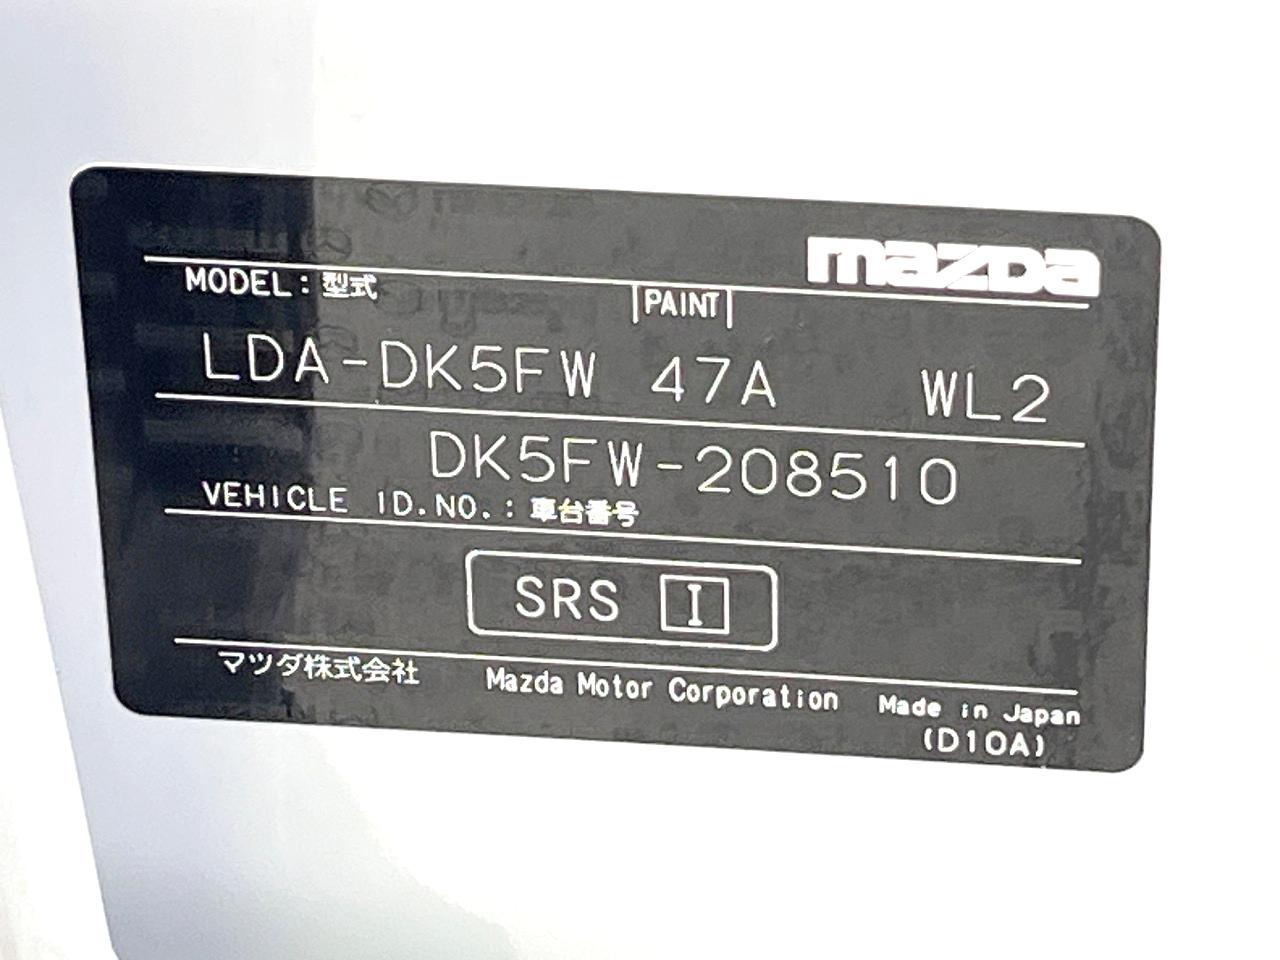 mazda
MODEL:型式 PAINT
LDA-DK5FW 47A WL2
DK5FW-208510
VEHICLE ID.NO.:車台番号
SRS I
マツダ株式会社 Mazda Motor Corporation Made in Japan
(D10A)